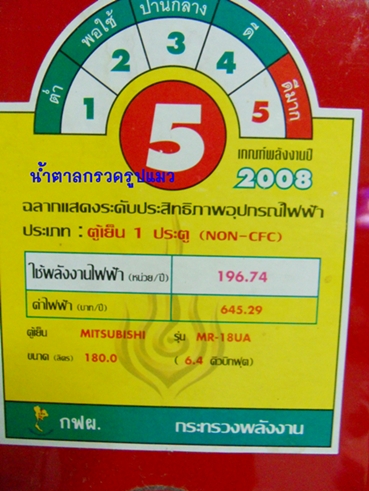 ต่ำ พอใช้ ปานกลาง ดี ดีมาก
1 2 3 4 5
5
เกณฑ์พลังงานปี
2008
น้ำตาลกรวดรูปแมว
ฉลากแสดงระดับประสิทธิภาพอุปกรณ์ไฟฟ้า
ประเภท : ตู้เย็น 1 ประตู (NON-CFC)
ใช้พลังงานไฟฟ้า (หน่วย/ปี) 196.74
ค่าไฟฟ้า (บาท/ปี) 645.29
ตู้เย็น MITSUBISHI รุ่น MR-18UA
ขนาด (ลิตร) 180.0 ( 6.4 คิวบิกฟุต)
กฟผ. กระทรวงพลังงาน